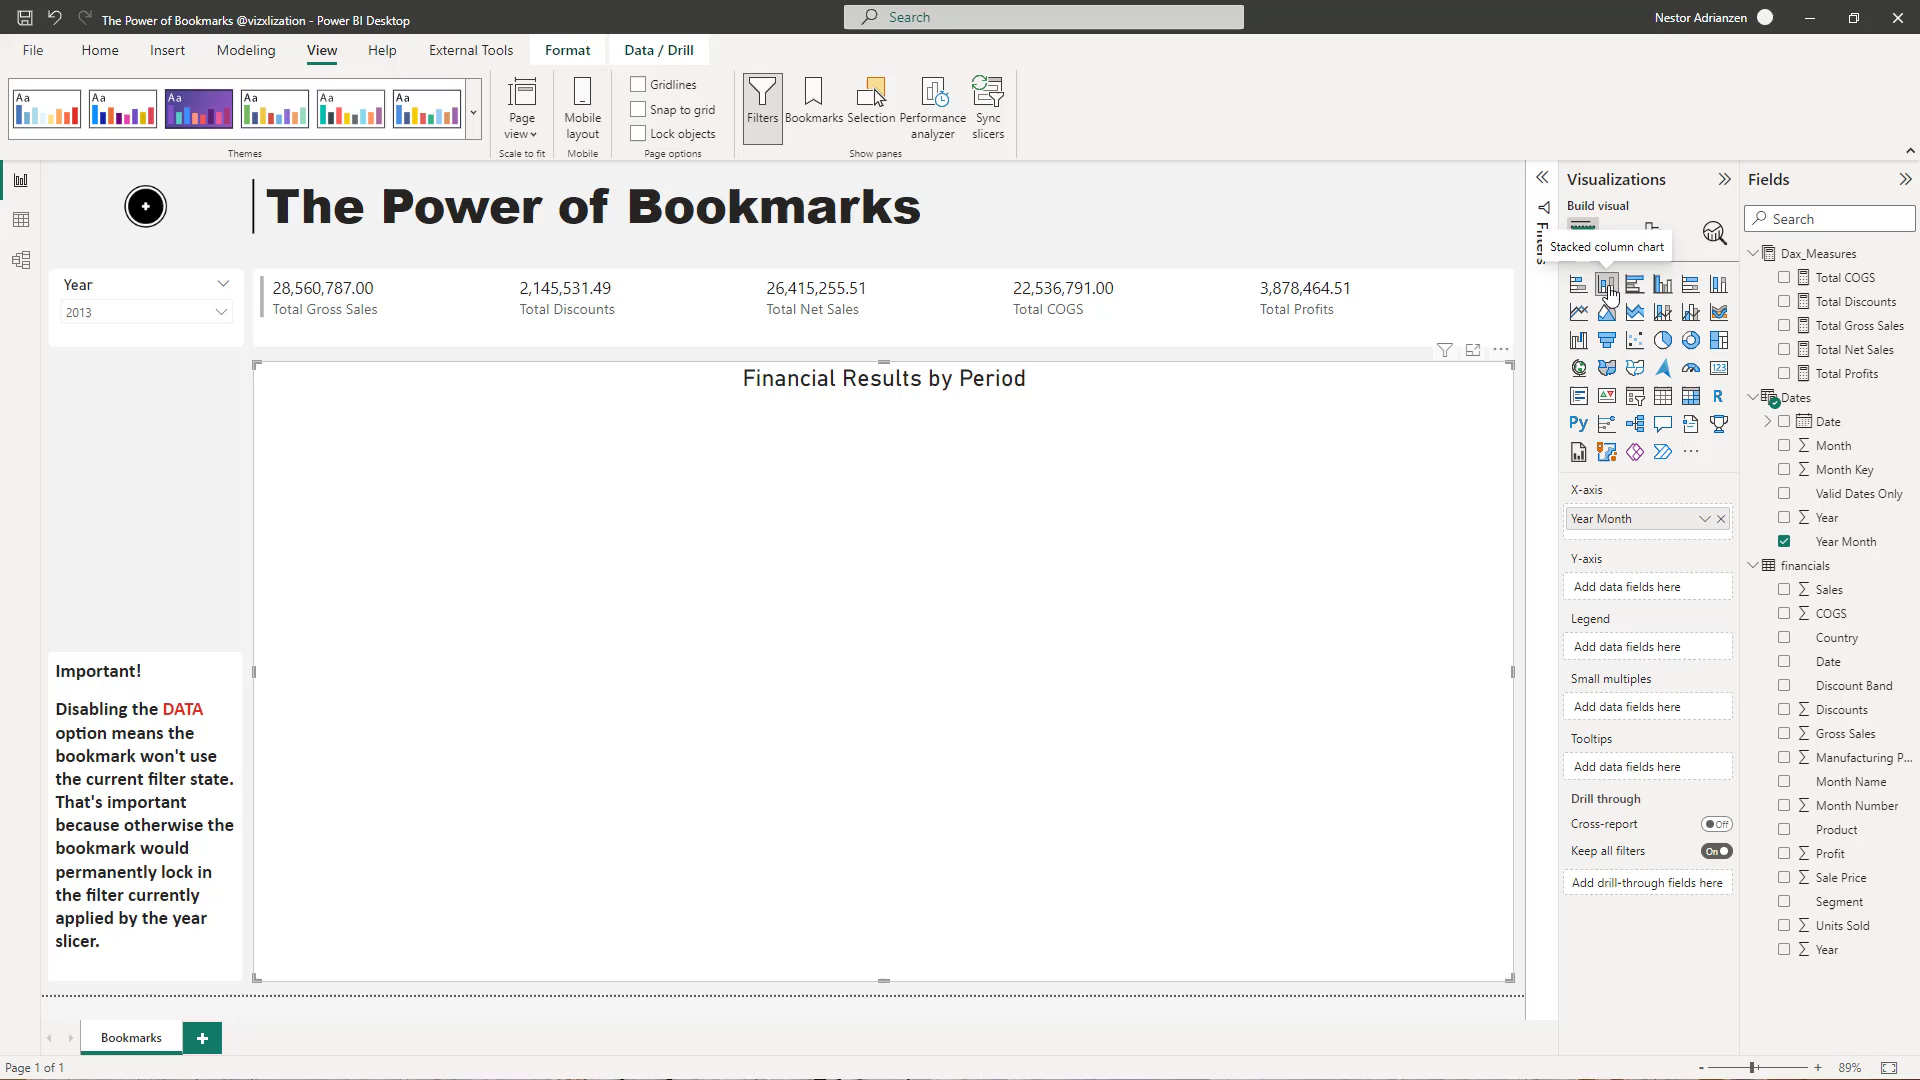 The Power of Bookmarks @vizxlization - Power BI Desktop
Search
Nestor Adrianzen
File
Home
Insert
Modeling
View
Help
External Tools
Format
Data / Drill
Aa
Aa
Aa
Aa
Aa
Aa
Themes
Page
view
Scale to fit
Mobile
layout
Mobile
Gridlines
Snap to grid
Lock objects
Page options
Filters
Bookmarks
Selection
Performance
analyzer
Sync
slicers
Show panes
The Power of Bookmarks
Year
2013
28,560,787.00
Total Gross Sales
2,145,531.49
Total Discounts
26,415,255.51
Total Net Sales
22,536,791.00
Total COGS
3,878,464.51
Total Profits
Financial Results by Period
Important!
Disabling the DATA
option means the
bookmark won't use
the current filter state.
That's important
because otherwise the
bookmark would
permanently lock in
the filter currently
applied by the year
slicer.
Bookmarks
Page 1 of 1
89%
Filters
Visualizations
Build visual
Stacked column chart
123
R
Py
X-axis
Year Month
Y-axis
Add data fields here
Legend
Add data fields here
Small multiples
Add data fields here
Tooltips
Add data fields here
Drill through
Cross-report
Off
Keep all filters
On
Add drill-through fields here
Fields
Search
Dax_Measures
Total COGS
Total Discounts
Total Gross Sales
Total Net Sales
Total Profits
Dates
Date
Month
Month Key
Valid Dates Only
Year
Year Month
financials
Sales
COGS
Country
Date
Discount Band
Discounts
Gross Sales
Manufacturing P...
Month Name
Month Number
Product
Profit
Sale Price
Segment
Units Sold
Year